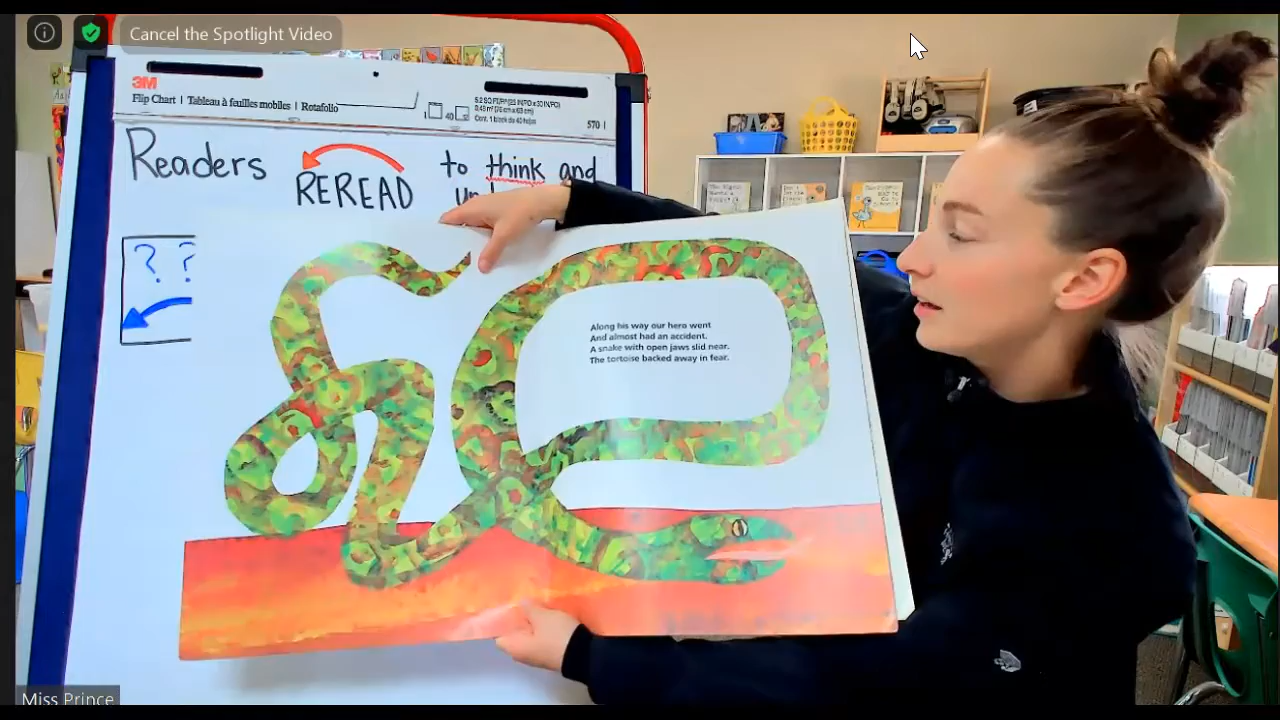 Cancel the Spotlight Video
3M
Flip Chart | Tableau à feuilles mobiles | Rotafolio
570
Readers REREAD to think and
? ?
Along his way our hero went
And almost had an accident.
A snake with open jaws slid near.
The tortoise backed away in fear.
Miss Prince